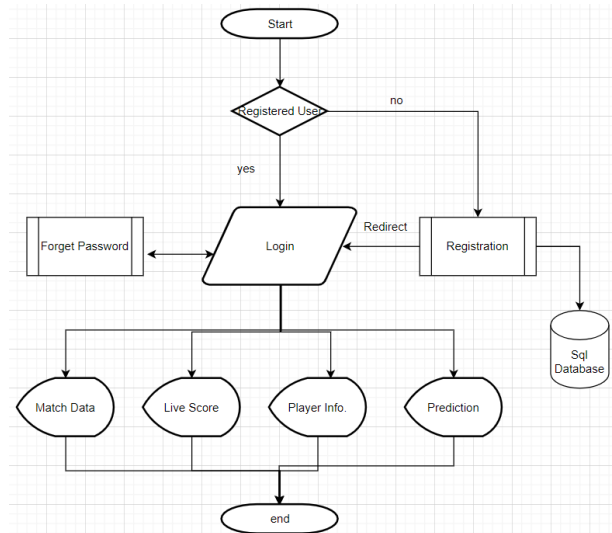 Start
Registered User
no
yes
Redirect
Forget Password
Login
Registration
Sql
Database
Match Data
Live Score
Player Info.
Prediction
end